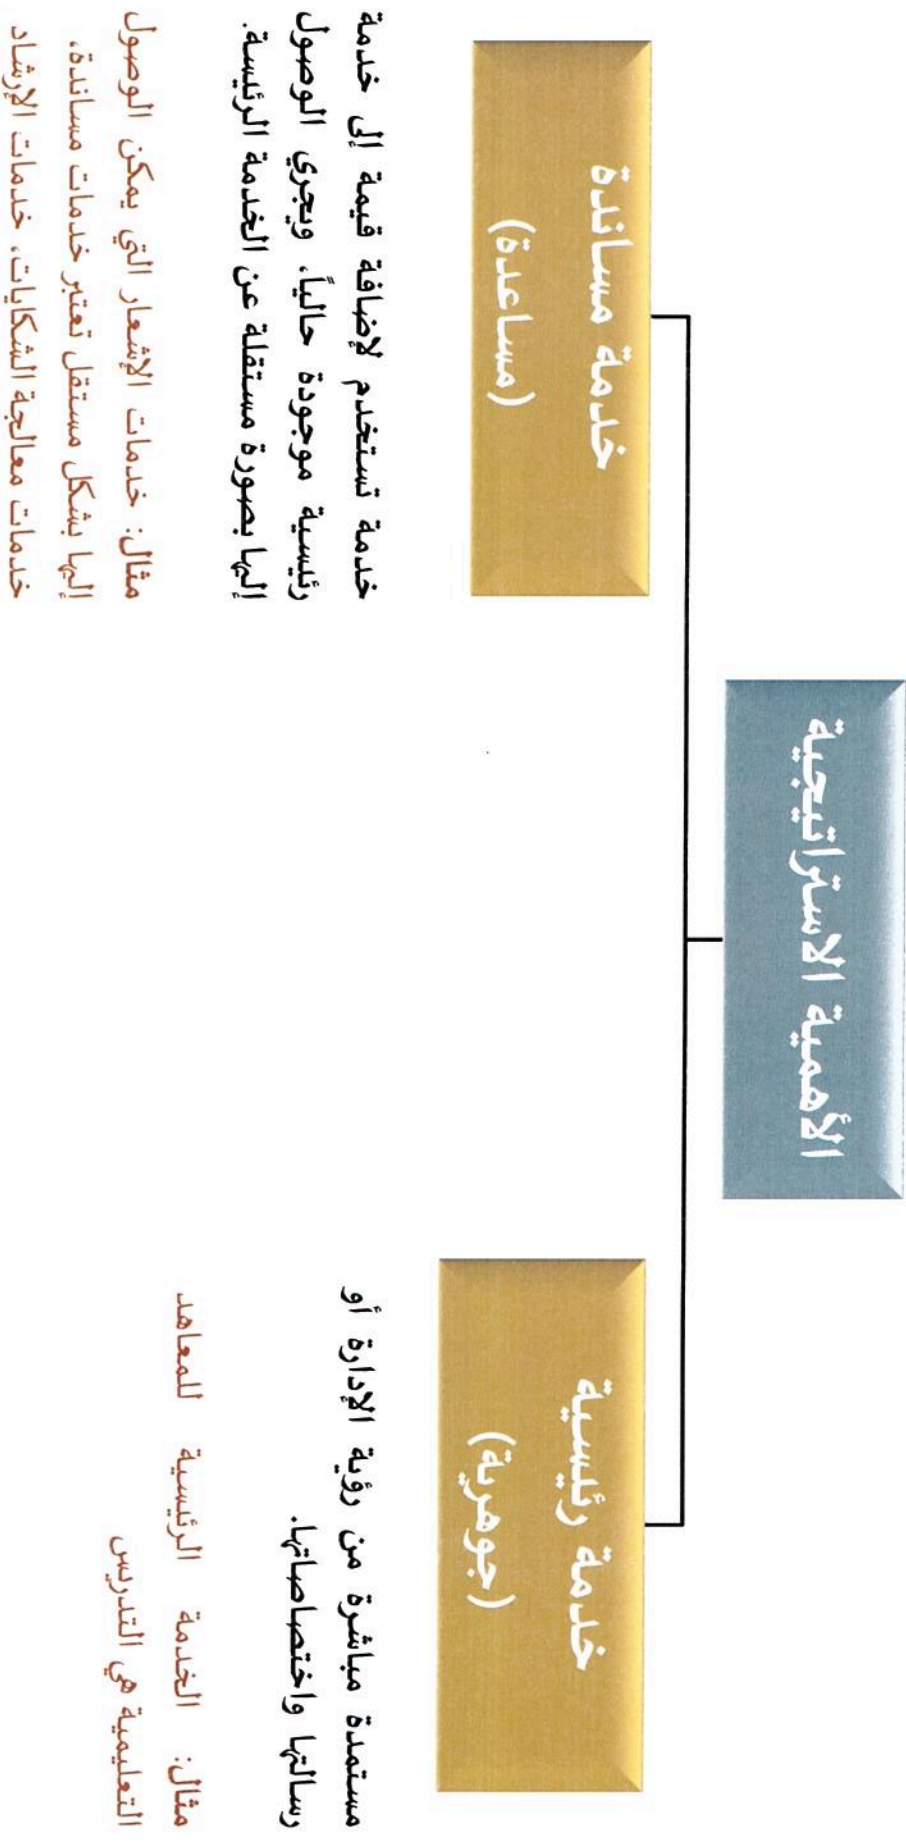 الأهمية الاستراتيجية
خدمة رئيسية
(جوهرية)
مستمدة مباشرة من رؤية الإدارة أو
رسالتها واختصاصاتها.
مثال: الخدمة الرئيسية للمعاهد
التعليمية هي التدريس
خدمة مساندة
(مساعدة)
خدمة تستخدم لإضافة قيمة إلى خدمة
رئيسية موجودة حالياً، ويجري الوصول
إليها بصورة مستقلة عن الخدمة الرئيسة.
مثال: خدمات الإشعار التي يمكن الوصول
إليها بشكل مستقل تعتبر خدمات مساندة،
خدمات معالجة الشكايات، خدمات الإرشاد